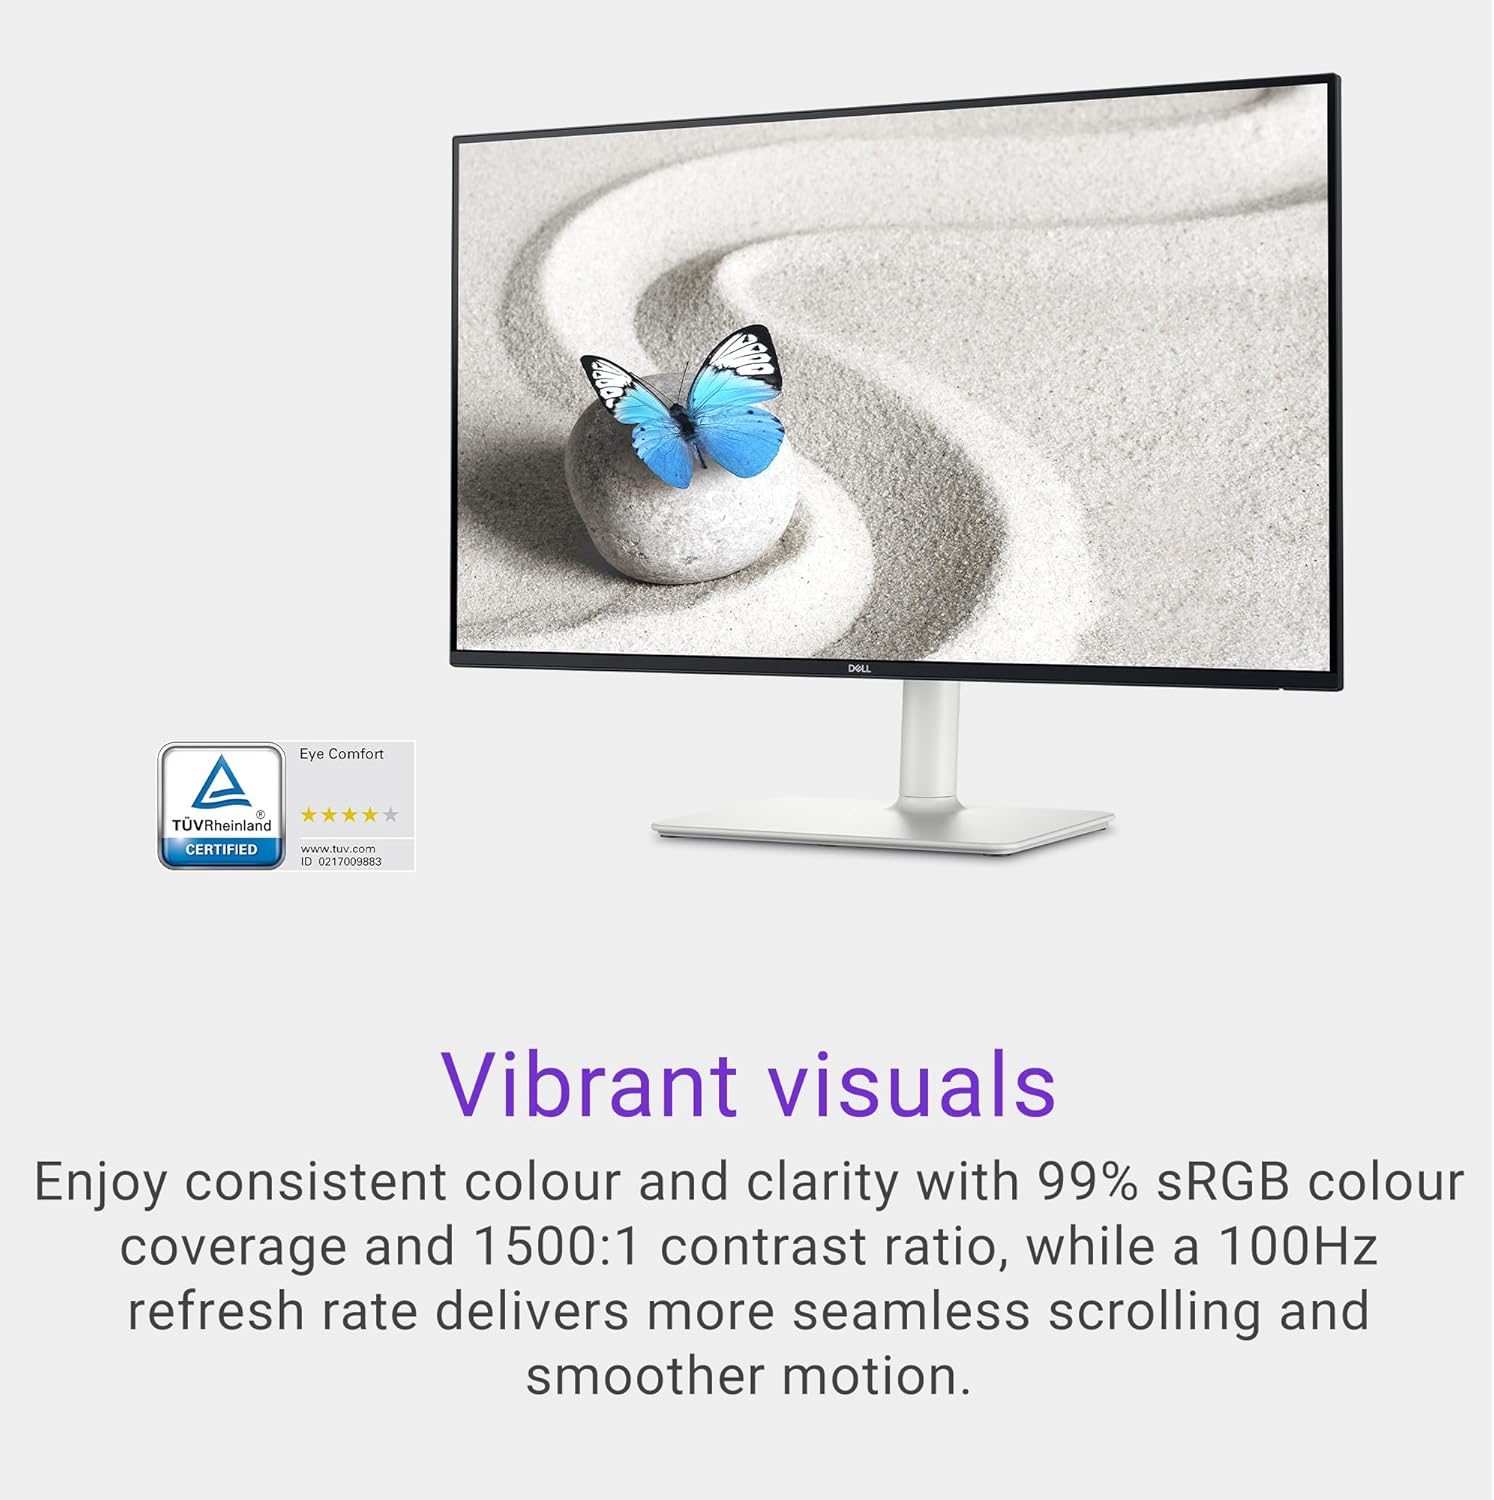 DELL
Eye Comfort
TÜVRheinland®
CERTIFIED
www.tuv.com
ID 0217009883
Vibrant visuals
Enjoy consistent colour and clarity with 99% sRGB colour
coverage and 1500:1 contrast ratio, while a 100Hz
refresh rate delivers more seamless scrolling and
smoother motion.